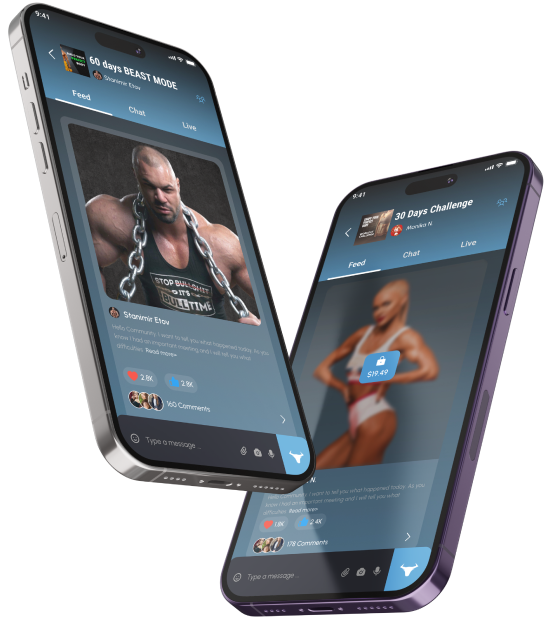 9:41
60 days BEAST MODE
Stanimir Etov
Feed
Chat
Live
STOP BULLSHIT
IT'S
BULLTIME
Stanimir Etov
Hello Community, I want to tell you what happened today. As you
know I had an important meeting and I will tell you what
difficulties Read more+
2.8K
2.8K
160 Comments
Type a message ...
9:41
30 Days Challenge
Monika N.
Feed
Chat
Live
$19.49
N.
Hello Community, I want to tell you what happened today. As you
know I had an important meeting and I will tell you what
difficulties Read more+
1.8K
2.4K
178 Comments
Type a message ...